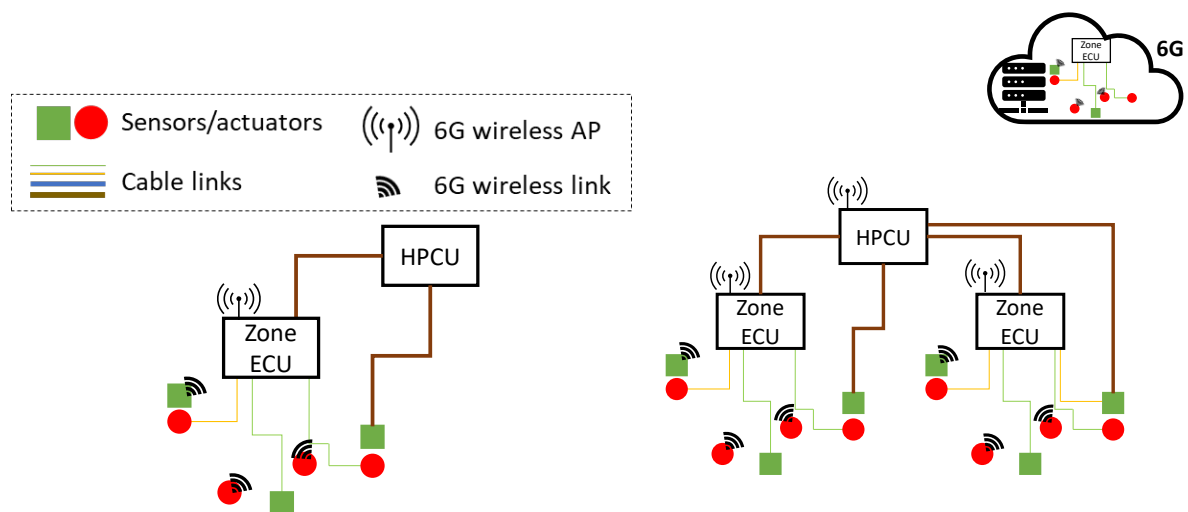 Zone
ECU
6G
Sensors/actuators
6G wireless AP
Cable links
6G wireless link
HPCU
Zone
ECU
HPCU
Zone
ECU
Zone
ECU